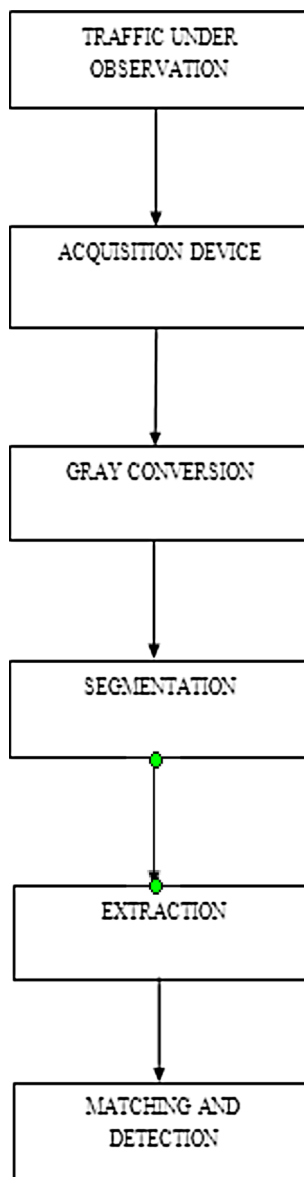 TRAFFIC UNDER
OBSERVATION
ACQUISITION DEVICE
GRAY CONVERSION
SEGMENTATION
EXTRACTION
MATCHING AND
DETECTION